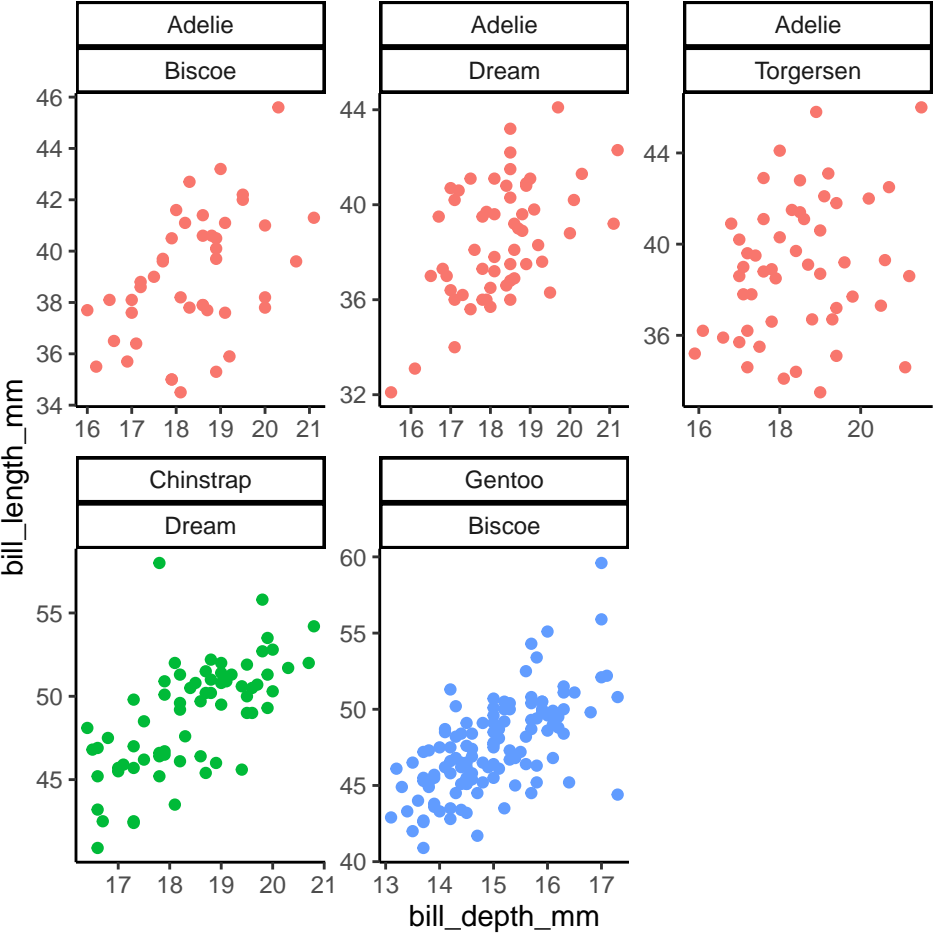 Adelie Adelie Adelie
Biscoe Dream Torgersen
46
44
42
40
38
36
34
16 17 18 19 20 21
44
40
36
32
16 17 18 19 20 21
44
40
36
16 18 20
bill_length_mm
Chinstrap Gentoo
Dream Biscoe
55
50
45
17 18 19 20 21
60
55
50
45
40
13 14 15 16 17
bill_depth_mm